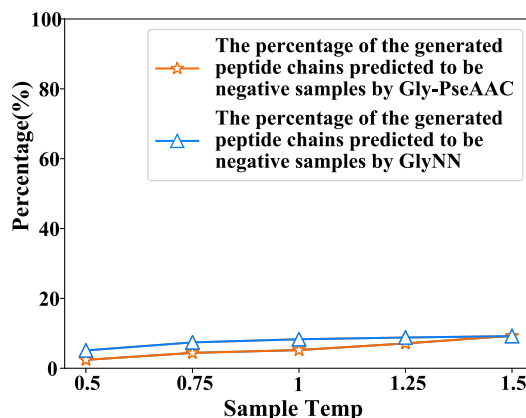 100
80
60
40
20
0
Percentage(%)
The percentage of the generated
peptide chains predicted to be
negative samples by Gly-PseAAC
The percentage of the generated
peptide chains predicted to be
negative samples by GlyNN
0.5 0.75 1 1.25 1.5
Sample Temp